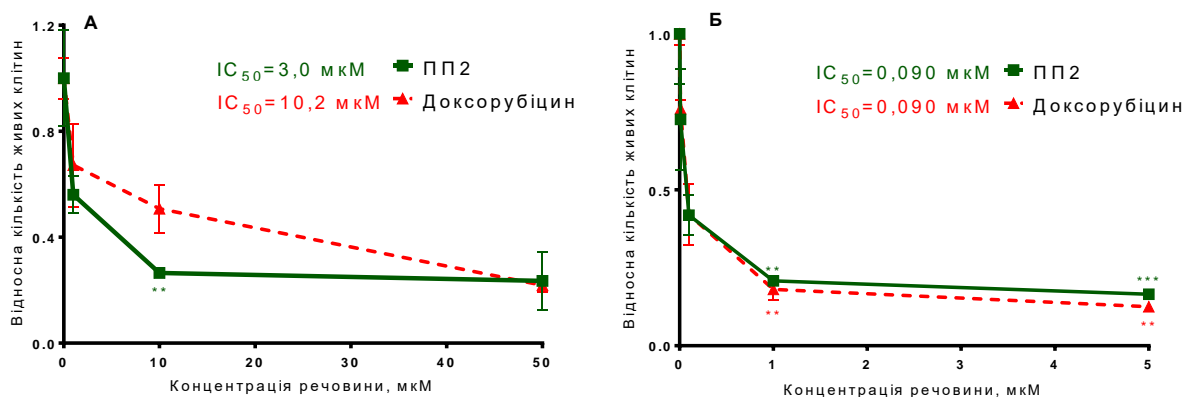 А
1.2
0.8
0.4
0.0
Відносна кількість живих клітин
IC50=3,0 мкМ
ПП2
IC50=10,2 мкМ
Доксорубіцин
**
0
10
20
30
40
50
Концентрація речовини, мкМ
Б
1.0
0.5
0.0
Відносна кількість живих клітин
IC50=0,090 мкМ
ПП2
IC50=0,090 мкМ
Доксорубіцин
**
***
**
**
0
1
2
3
4
5
Концентрація речовини, мкМ